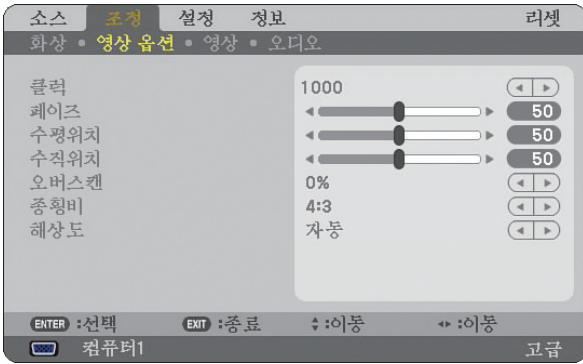 소스 조정 설정 정보 리셋
화상 • 영상 옵션 • 영상 • 오디오
클럭 1000
페이즈 50
수평위치 50
수직위치 50
오버스캔 0%
종횡비 4:3
해상도 자동
ENTER :선택 EXIT :종료 :이동 :이동
컴퓨터1 고급